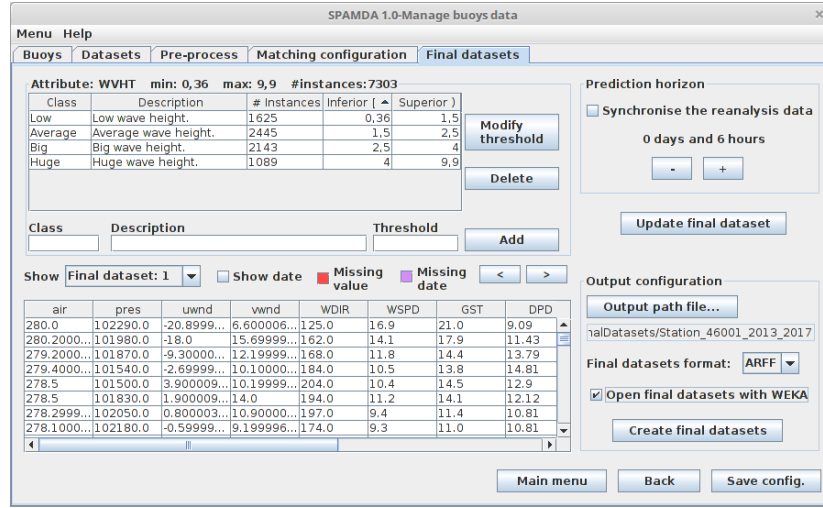 SPAMDA 1.0-Manage buoys data
Menu Help
Buoys Datasets Pre-process Matching configuration Final datasets
Attribute: WVHT min: 0,36 max: 9,9 #instances:7303
Class Description # Instances Inferior [ Superior )
Low Low wave height. 1625 0,36 1,5
Average Average wave height. 2445 1,5 2,5
Big Big wave height. 2143 2,5 4
Huge Huge wave height. 1089 4 9,9
Modify threshold
Delete
Class Description Threshold
Add
Show Final dataset: 1 Show date Missing value Missing date < >
air pres uwnd vwnd WDIR WSPD GST DPD
280.0 102290.0 -20.8999... 6.600006... 125.0 16.9 21.0 9.09
280.2000... 101980.0 -18.0 15.69999... 162.0 14.1 17.9 11.43
279.2000... 101870.0 -9.30000... 12.19999... 168.0 11.8 14.4 13.79
279.4000... 101540.0 -2.69999... 10.10000... 184.0 10.5 13.8 14.81
278.5 101500.0 3.900009... 10.19999... 204.0 10.4 14.5 12.9
278.5 101830.0 1.900009... 14.0 194.0 11.2 14.1 12.12
278.2999... 102050.0 0.800003... 10.90000... 197.0 9.4 11.4 10.81
278.1000... 102180.0 -0.59999... 9.199996... 174.0 9.3 11.0 10.81
Prediction horizon
Synchronise the reanalysis data
0 days and 6 hours
- +
Update final dataset
Output configuration
Output path file...
nalDatasets/Station_46001_2013_2017
Final datasets format: ARFF
Open final datasets with WEKA
Create final datasets
Main menu Back Save config.